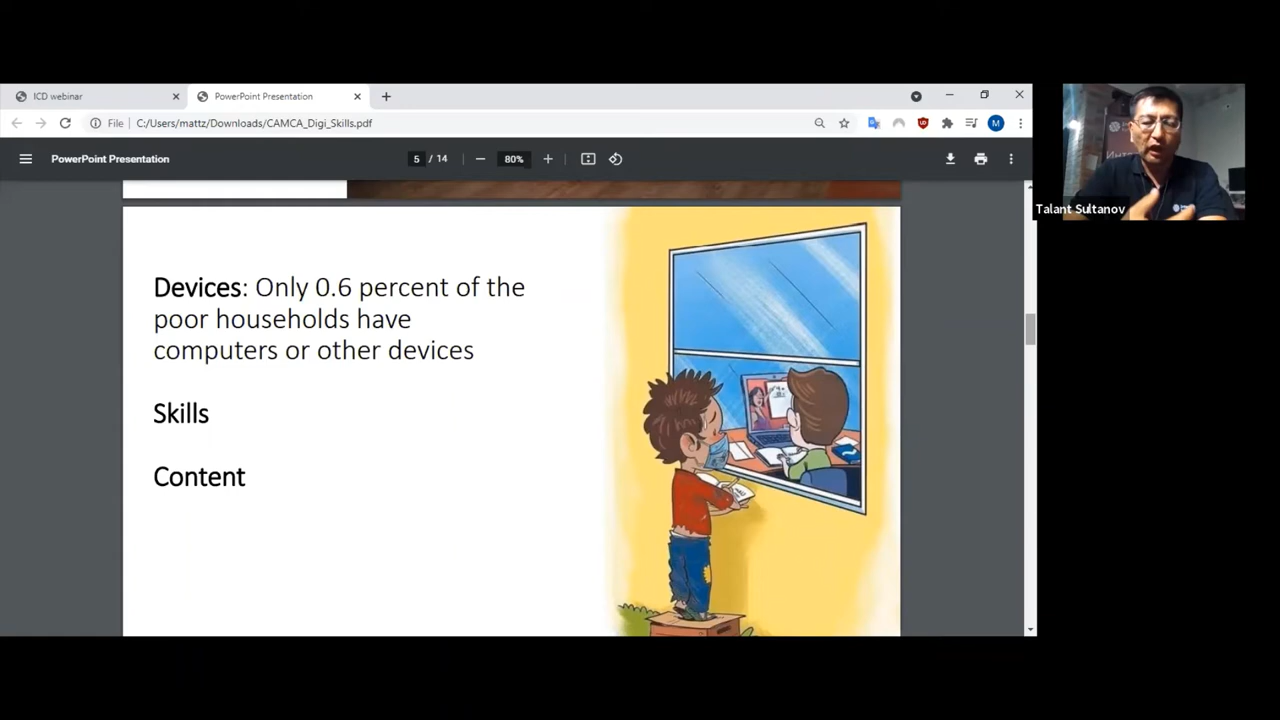 ICD webinar
PowerPoint Presentation
File
C:/Users/mattz/Downloads/CAMCA_Digi_Skills.pdf
M
PowerPoint Presentation
5 / 14
80%
Talant Sultanov
Devices: Only 0.6 percent of the
poor households have
computers or other devices
Skills
Content